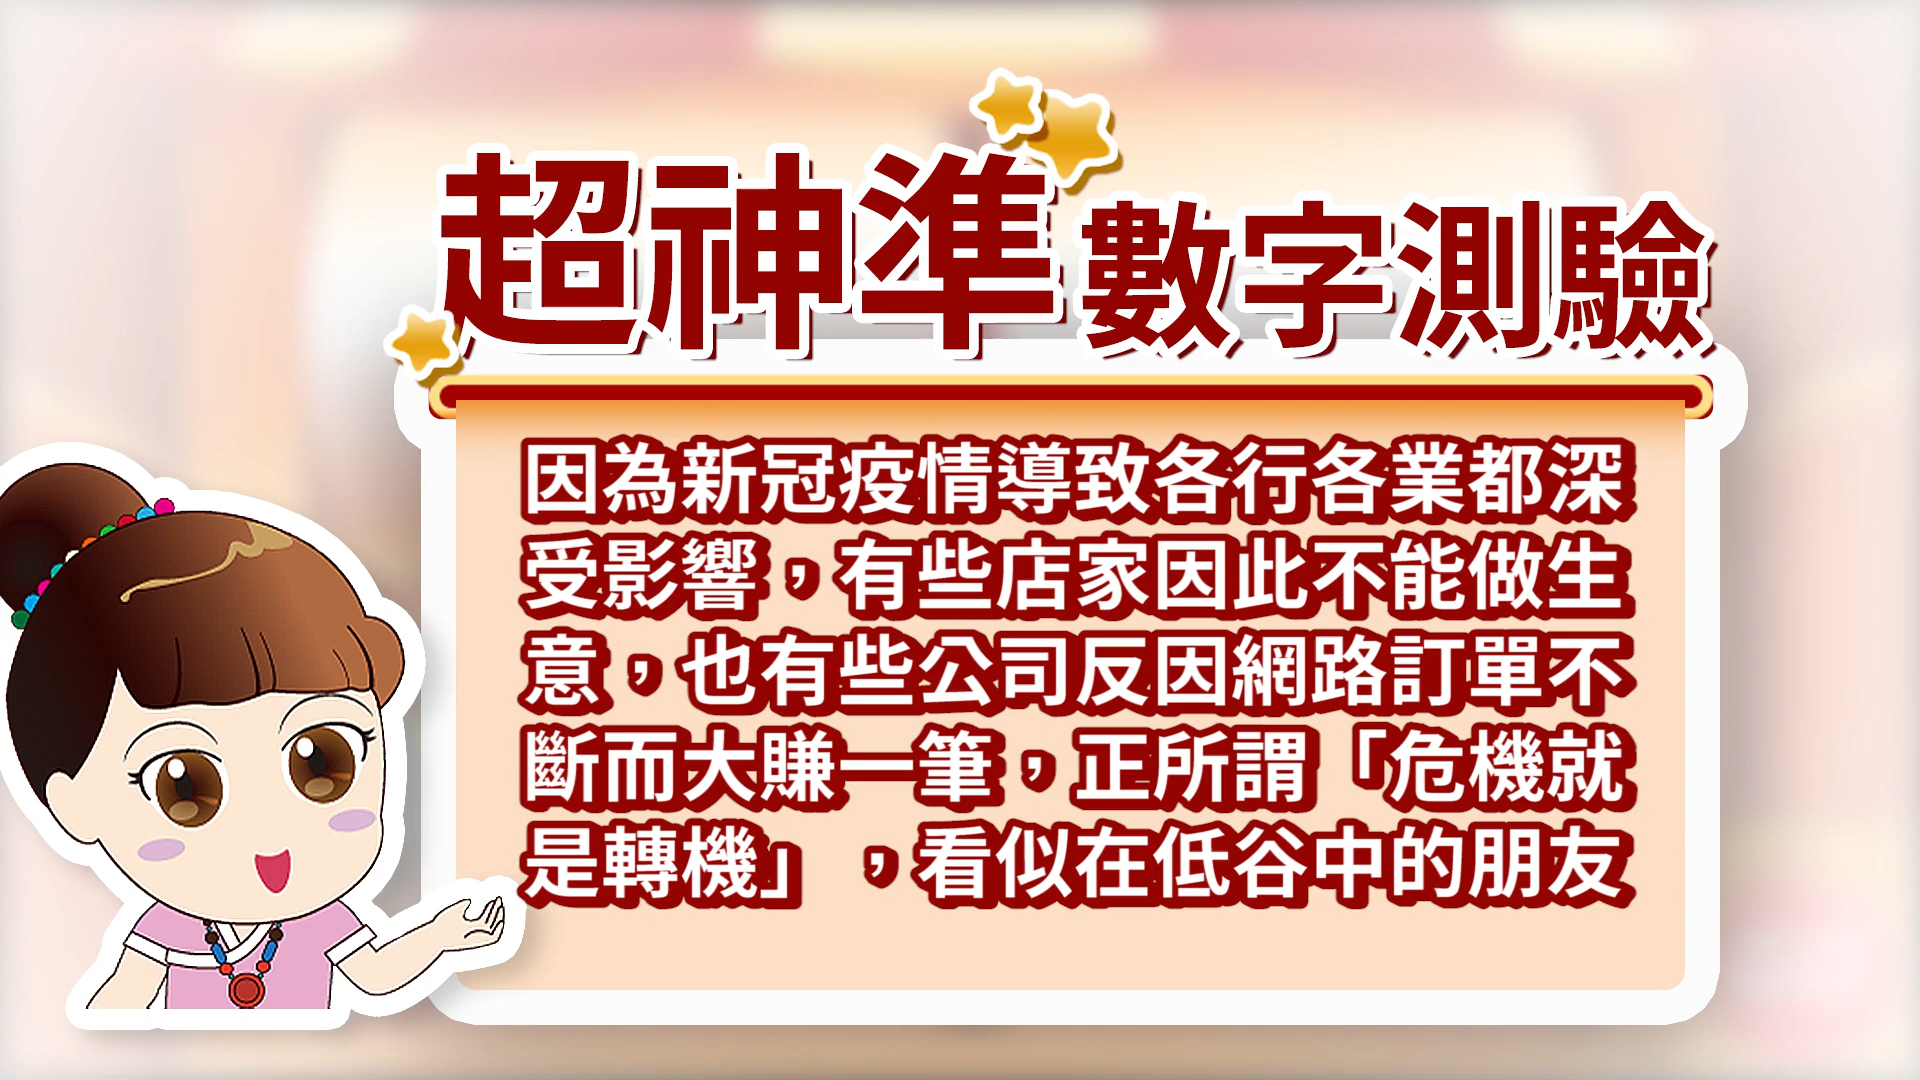 超神準數字測驗
因為新冠疫情導致各行各業都深
受影響，有些店家因此不能做生
意，也有些公司反因網路訂單不
斷而大賺一筆，正所謂「危機就
是轉機」，看似在低谷中的朋友